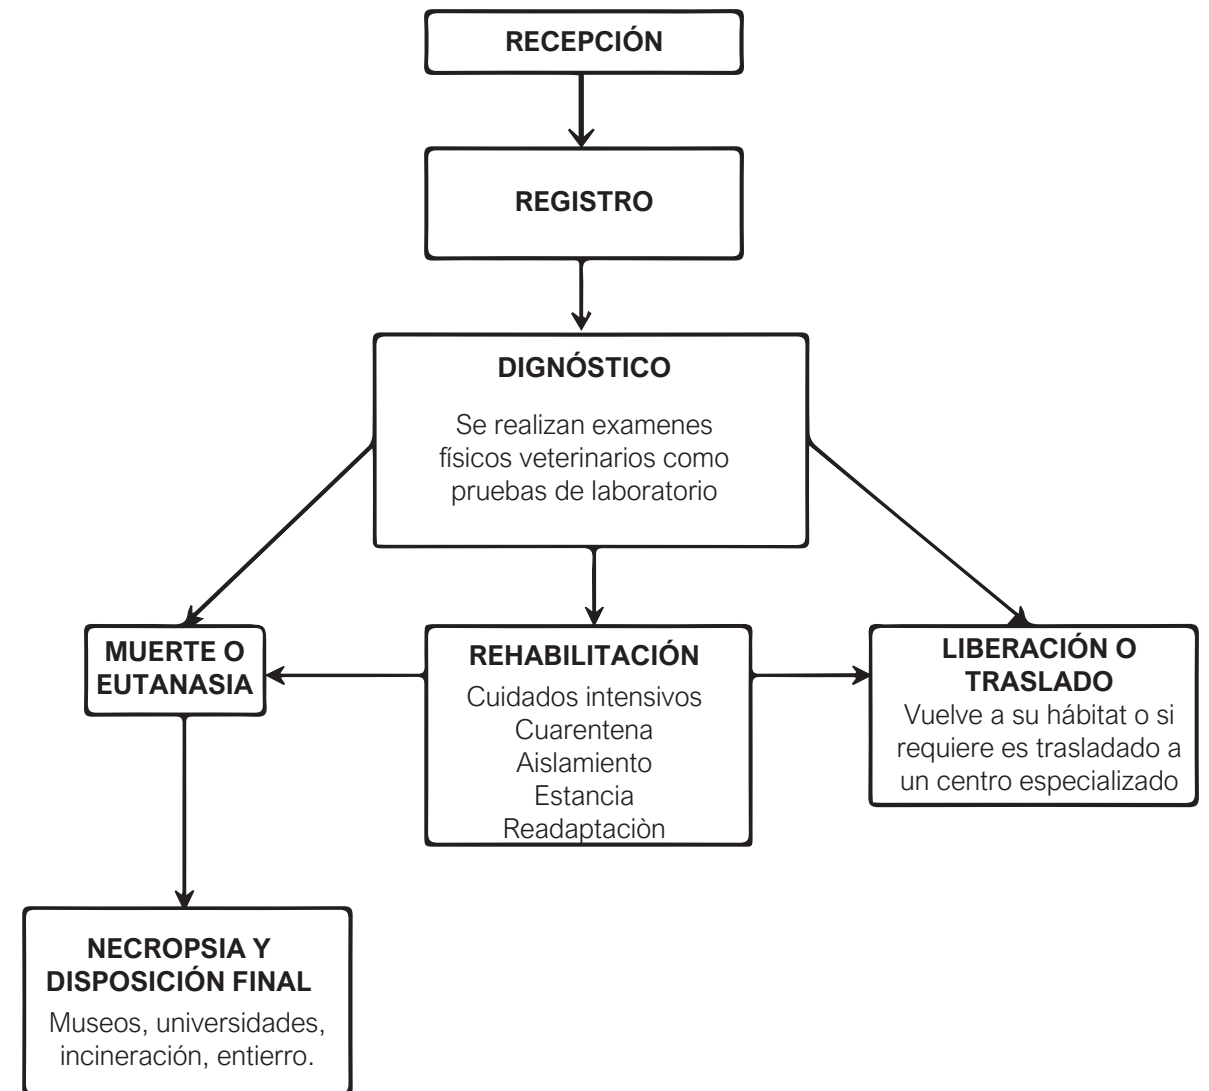 RECEPCIÓN
REGISTRO
DIGNÓSTICO
Se realizan examenes
físicos veterinarios como
pruebas de laboratorio
MUERTE O
EUTANASIA
REHABILITACIÓN
Cuidados intensivos
Cuarentena
Aislamiento
Estancia
Readaptaciòn
LIBERACIÓN O
TRASLADO
Vuelve a su hábitat o si
requiere es trasladado a
un centro especializado
NECROPSIA Y
DISPOSICIÓN FINAL
Museos, universidades,
incineración, entierro.